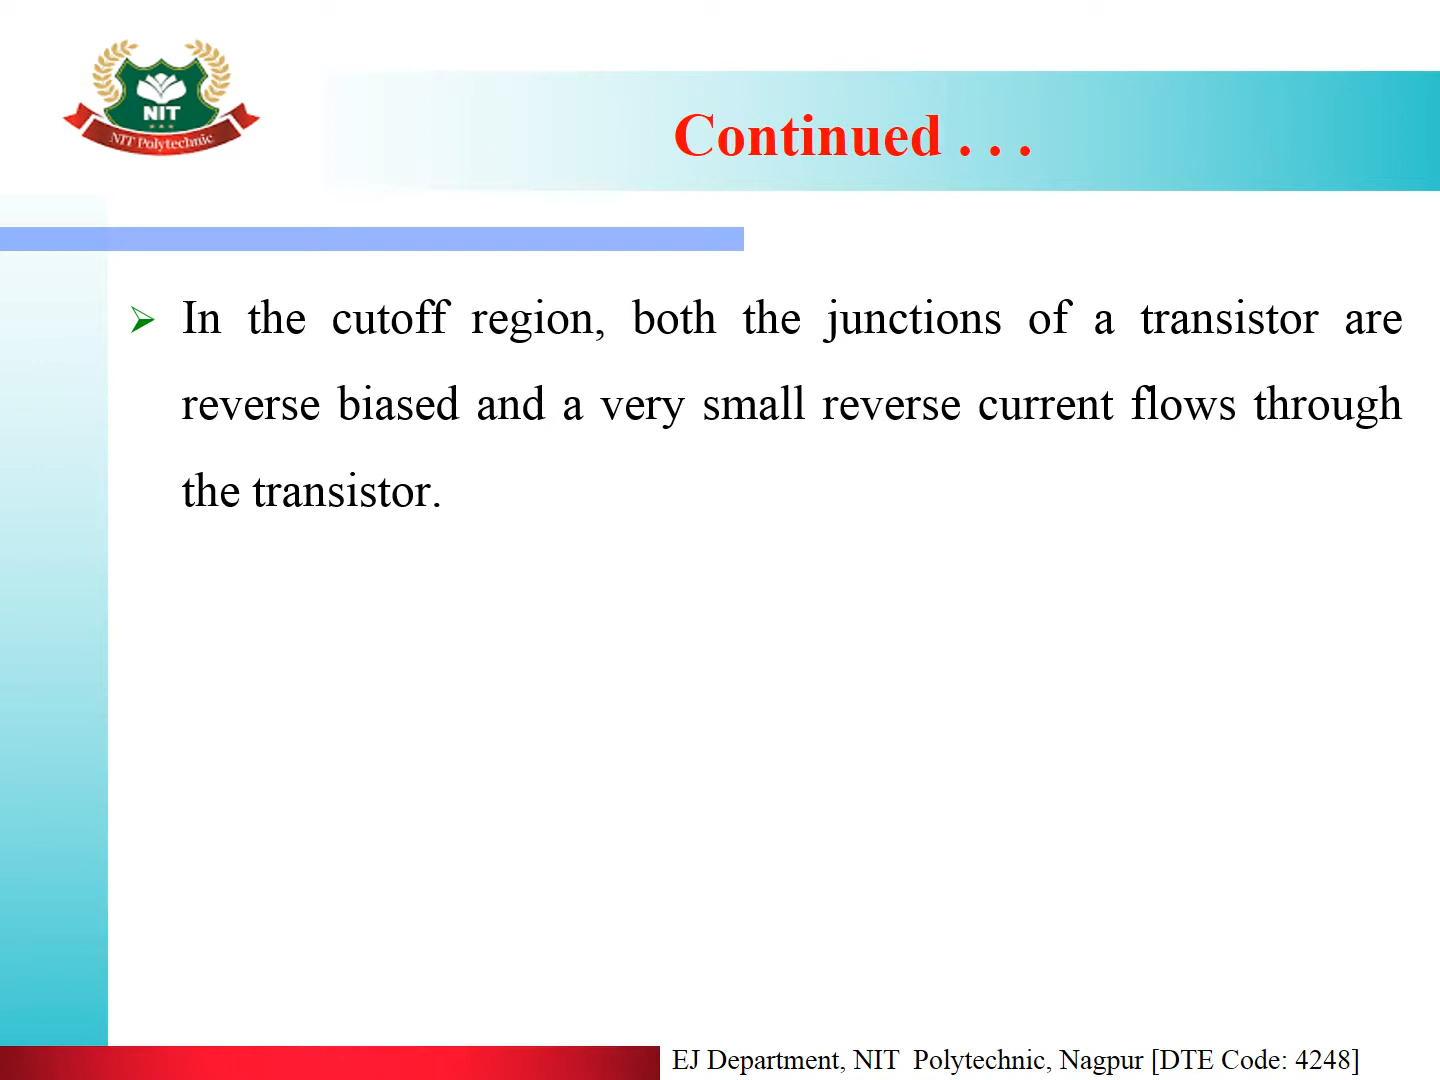 NIT
NIT Polytechnic
Continued . . .
In the cutoff region, both the junctions of a transistor are
reverse biased and a very small reverse current flows through
the transistor.
EJ Department, NIT Polytechnic, Nagpur [DTE Code: 4248]